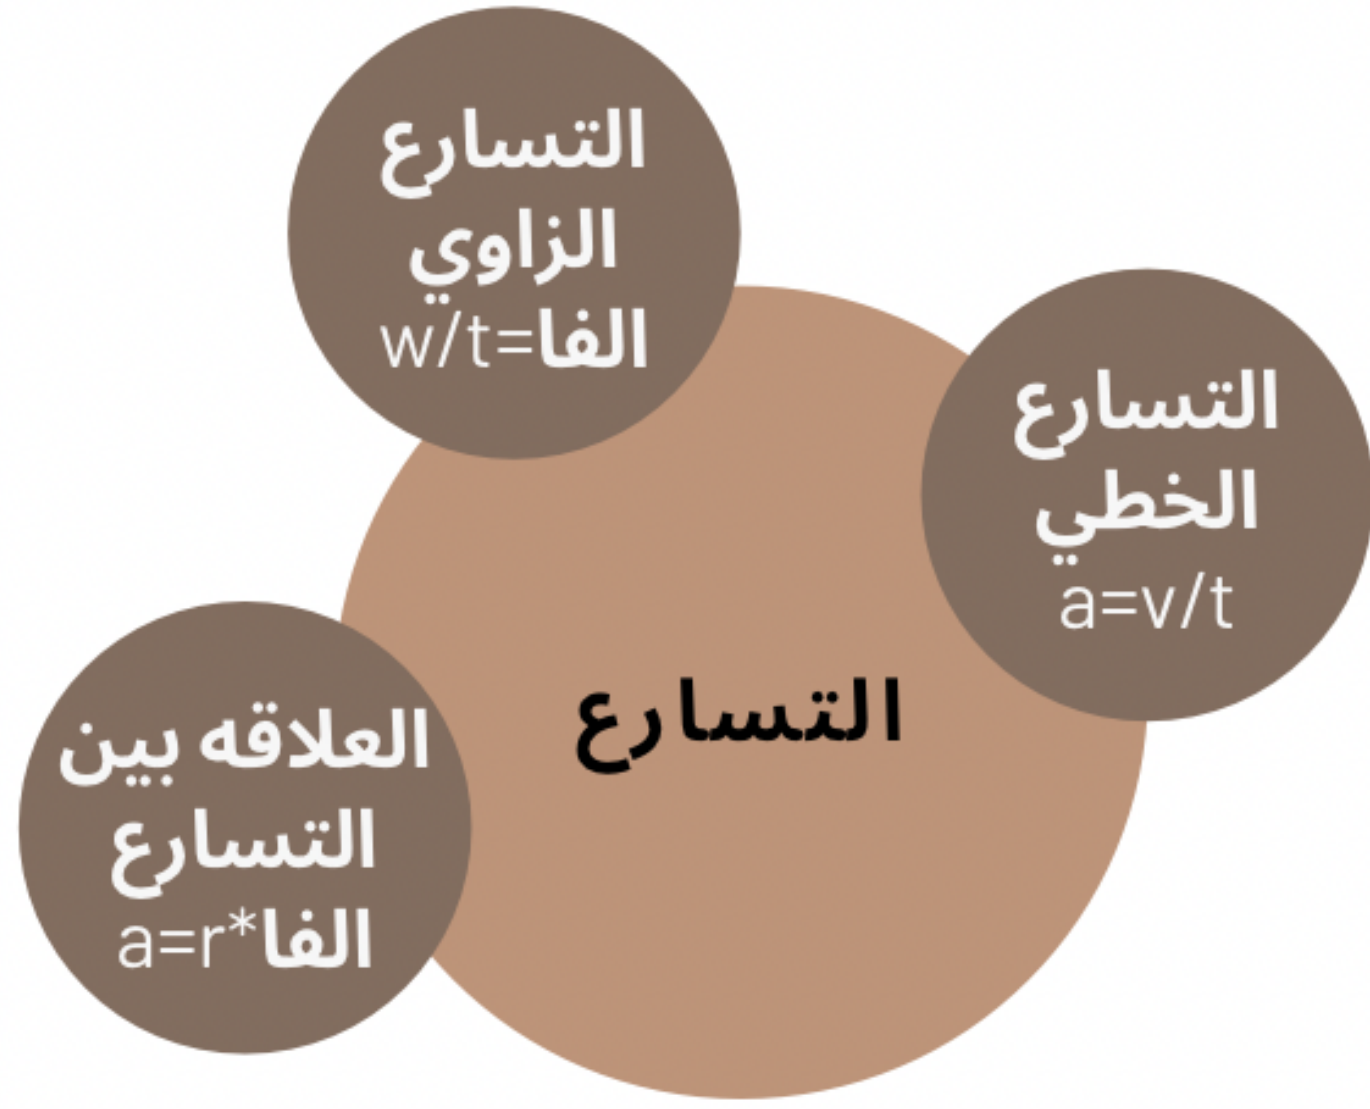 التسارع
الزاوي
الفا=w/t
التسارع
الخطي
a=v/t
التسارع
العلاقه بين
التسارع
a=r*الفا